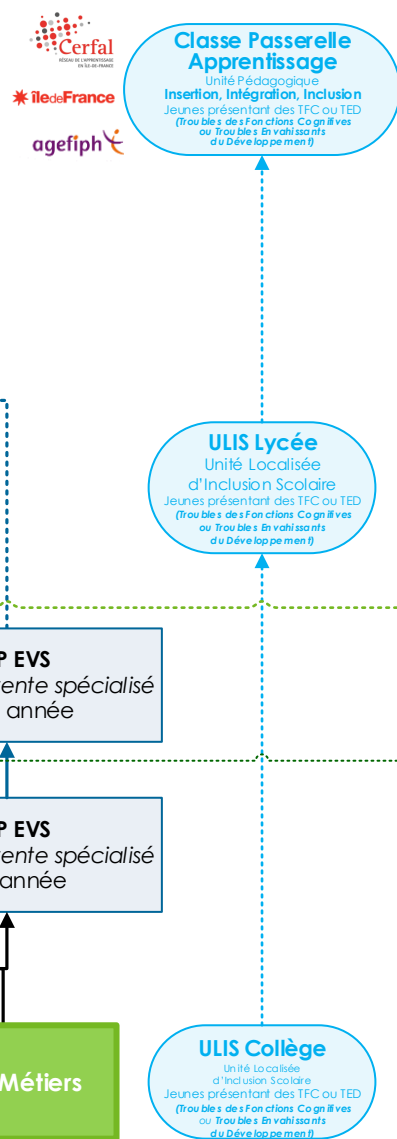 Cerfal
RÉSEAU DE L'APPRENTISSAGE
EN ÎLE-DE-FRANCE
îledeFrance
agefiph
Classe Passerelle
Apprentissage
Unité Pédagogique
Insertion, Intégration, Inclusion
Jeunes présentant des TFC ou TED
(Troubles des Fonctions Cognitives
ou Troubles Envahissants
du Développement)
ULIS Lycée
Unité Localisée
d'Inclusion Scolaire
Jeunes présentant des TFC ou TED
(Troubles des Fonctions Cognitives
ou Troubles Envahissants
du Développement)
P EVS
ente spécialisé
année
P EVS
ente spécialisé
année
Métiers
ULIS Collège
Unité Localisée
d'Inclusion Scolaire
Jeunes présentant des TFC ou TED
(Troubles des Fonctions Cognitives
ou Troubles Envahissants
du Développement)